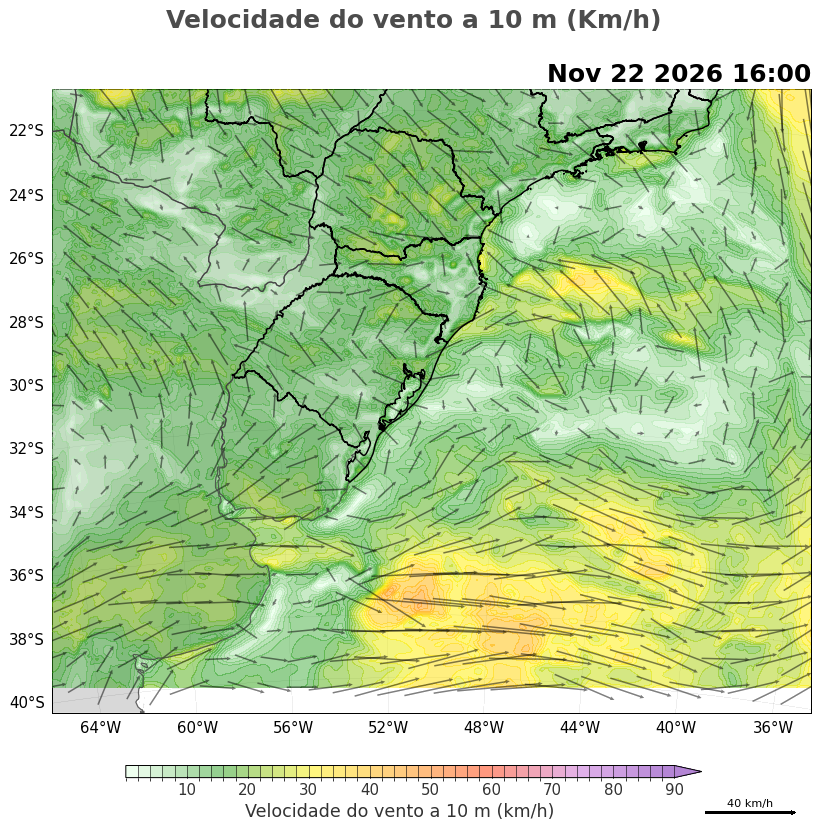 Velocidade do vento a 10 m (Km/h)
Nov 22 2026 16:00
22°S
24°S
26°S
28°S
30°S
32°S
34°S
36°S
38°S
40°S
64°W 60°W 56°W 52°W 48°W 44°W 40°W 36°W
10 20 30 40 50 60 70 80 90
Velocidade do vento a 10 m (km/h)
40 km/h